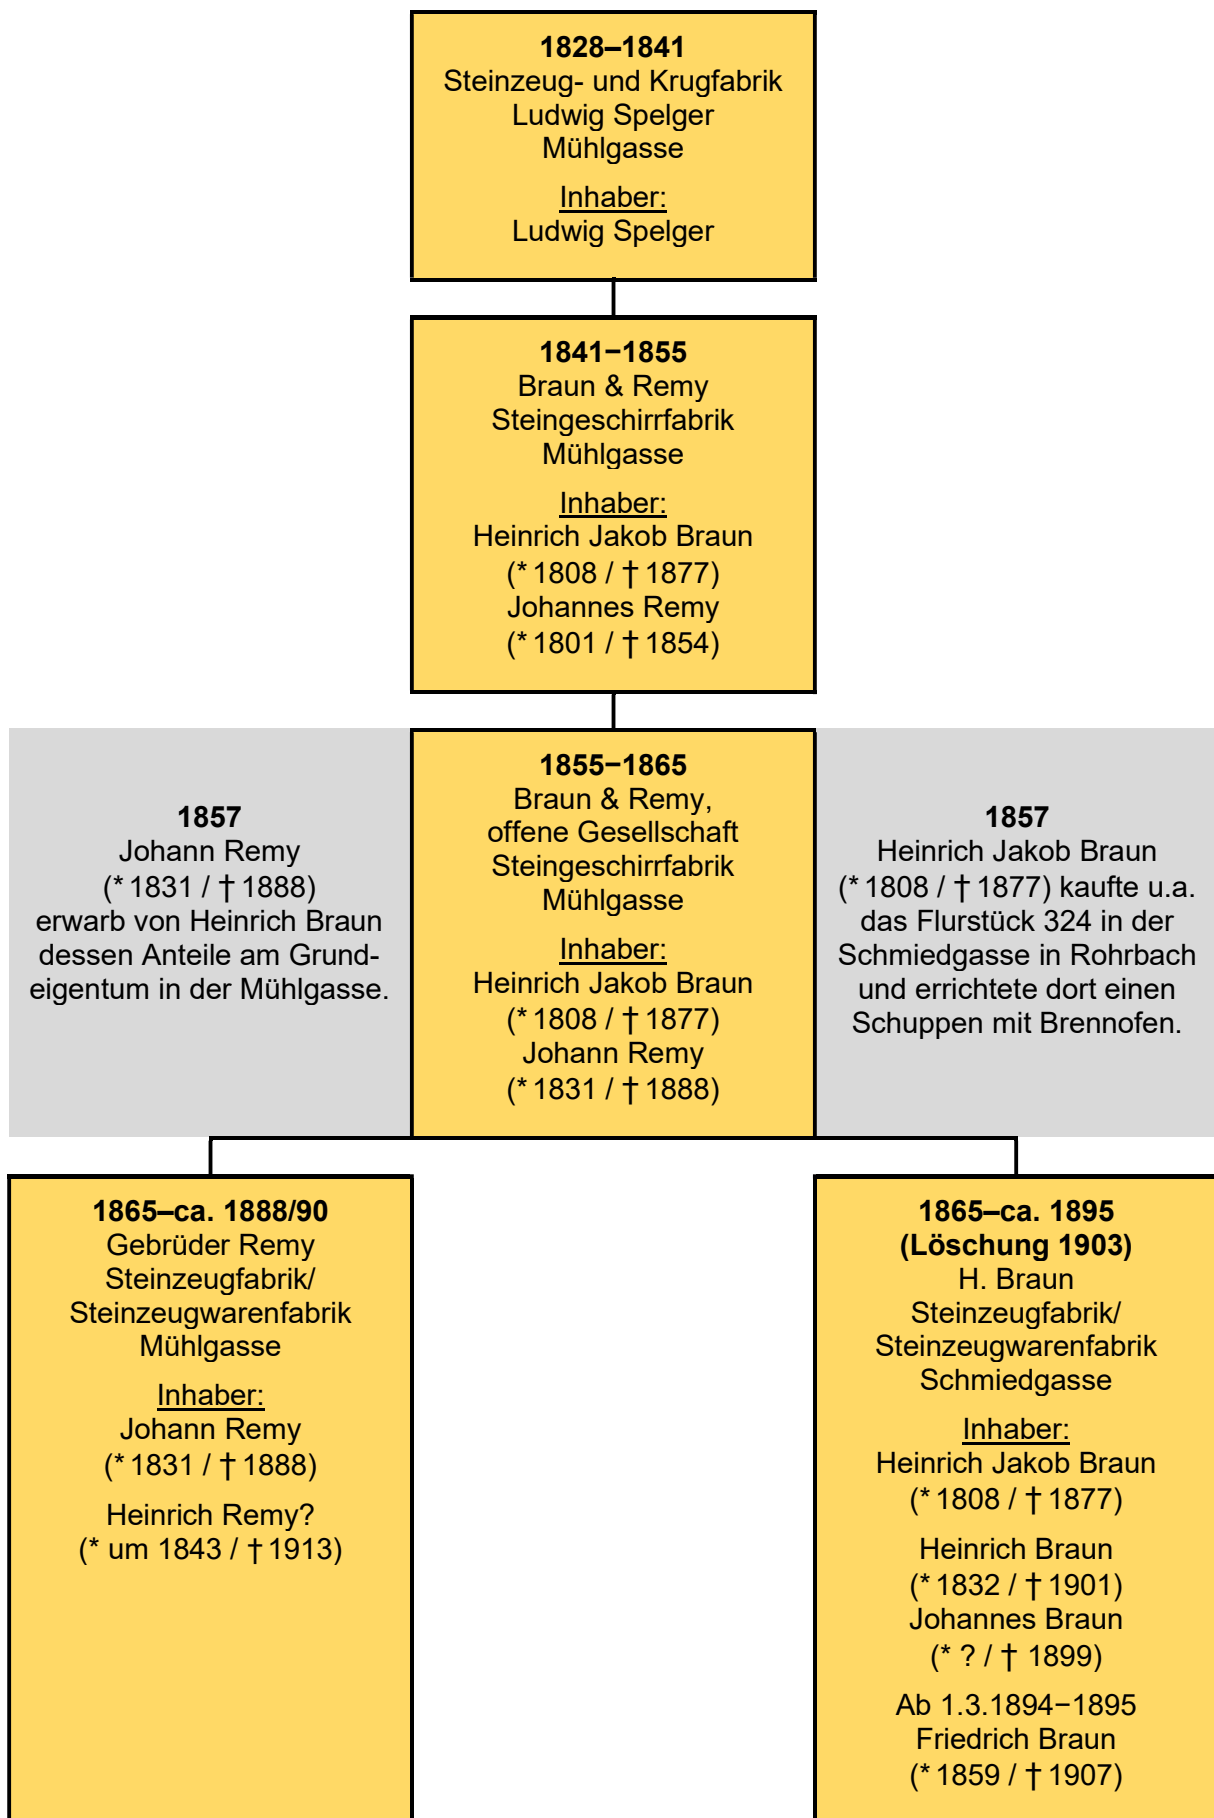 1828–1841
Steinzeug- und Krugfabrik
Ludwig Spelger
Mühlgasse
Inhaber:
Ludwig Spelger
1841−1855
Braun & Remy
Steingeschirrfabrik
Mühlgasse
Inhaber:
Heinrich Jakob Braun
(* 1808 / † 1877)
Johannes Remy
(* 1801 / † 1854)
1857
Johann Remy
(* 1831 / † 1888)
erwarb von Heinrich Braun
dessen Anteile am Grund-
eigentum in der Mühlgasse.
1855−1865
Braun & Remy,
offene Gesellschaft
Steingeschirrfabrik
Mühlgasse
Inhaber:
Heinrich Jakob Braun
(* 1808 / † 1877)
Johann Remy
(* 1831 / † 1888)
1857
Heinrich Jakob Braun
(* 1808 / † 1877) kaufte u.a.
das Flurstück 324 in der
Schmiedgasse in Rohrbach
und errichtete dort einen
Schuppen mit Brennofen.
1865–ca. 1888/90
Gebrüder Remy
Steinzeugfabrik/
Steinzeugwarenfabrik
Mühlgasse
Inhaber:
Johann Remy
(* 1831 / † 1888)
Heinrich Remy?
(* um 1843 / † 1913)
1865–ca. 1895
(Löschung 1903)
H. Braun
Steinzeugfabrik/
Steinzeugwarenfabrik
Schmiedgasse
Inhaber:
Heinrich Jakob Braun
(* 1808 / † 1877)
Heinrich Braun
(* 1832 / † 1901)
Johannes Braun
(* ? / † 1899)
Ab 1.3.1894−1895
Friedrich Braun
(* 1859 / † 1907)